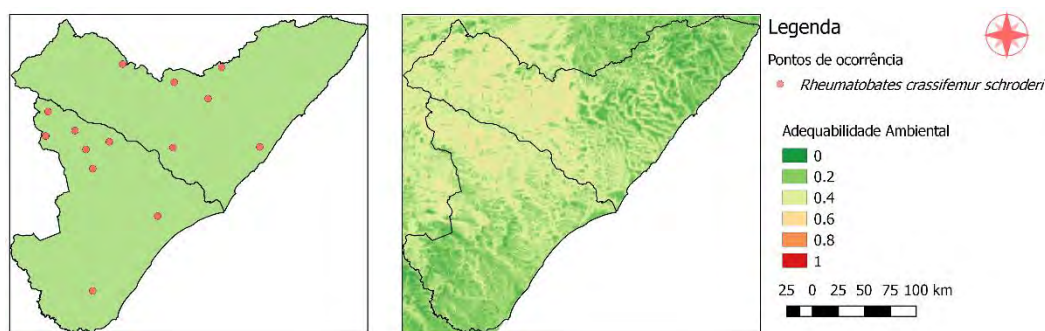 Legenda
Pontos de ocorrência
Rheumatobates crassifemur schroderi
Adequabilidade Ambiental
0
0.2
0.4
0.6
0.8
1
25 0 25 50 75 100 km